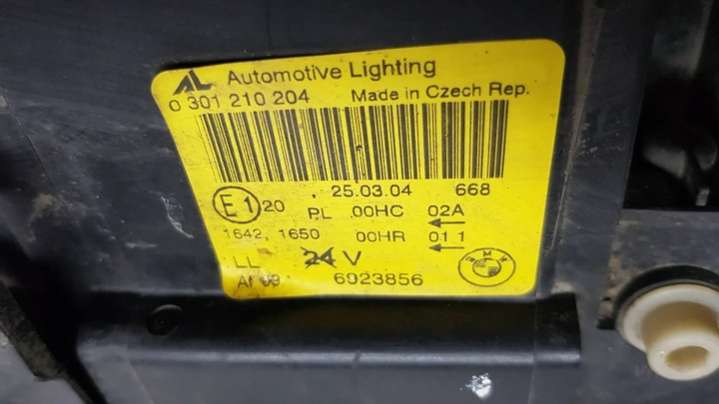 AL Automotive Lighting
0 301 210 204 Made in Czech Rep.
25.03.04 668
E1 20 PL 00HC 02A
1642, 1650 00HR 01 1
LL 24 V BMW
6923856